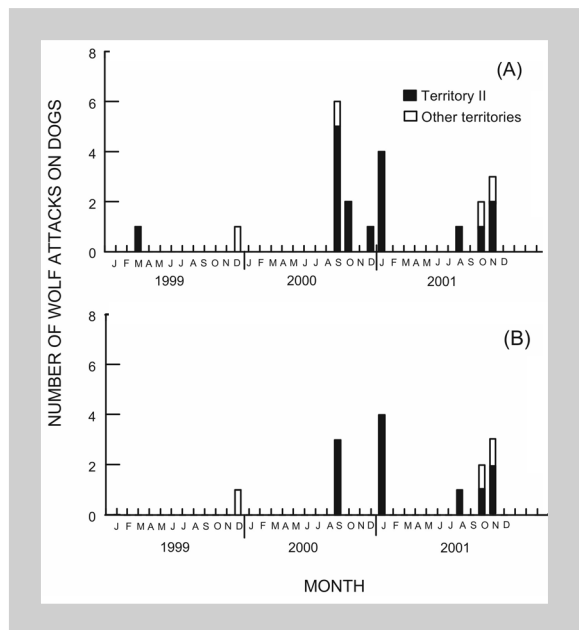 NUMBER OF WOLF ATTACKS ON DOGS
8
(A)
Territory II
6
Other territories
4
2
0
J F M A M J J A S O N D J F M A M J J A S O N D J F M A M J J A S O N D
1999 2000 2001
8
(B)
6
4
2
0
J F M A M J J A S O N D J F M A M J J A S O N D J F M A M J J A S O N D
1999 2000 2001
MONTH